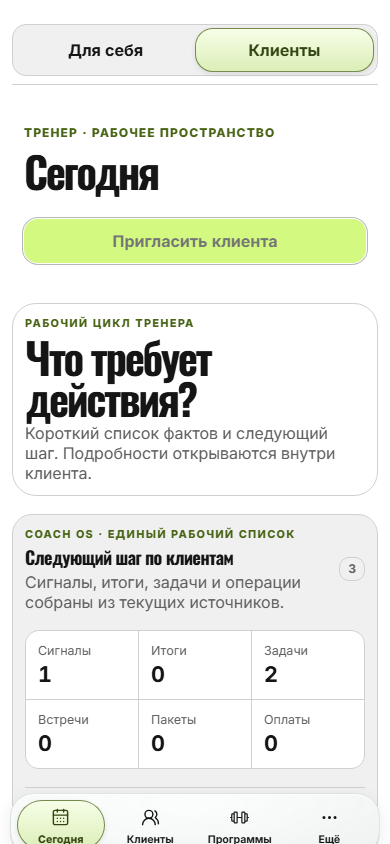 Для себя
Клиенты
ТРЕНЕР · РАБОЧЕЕ ПРОСТРАНСТВО
Сегодня
Пригласить клиента
РАБОЧИЙ ЦИКЛ ТРЕНЕРА
Что требует
действия?
Короткий список фактов и следующий
шаг. Подробности открываются внутри
клиента.
COACH OS · ЕДИНЫЙ РАБОЧИЙ СПИСОК
Следующий шаг по клиентам
3
Сигналы, итоги, задачи и операции
собраны из текущих источников.
Сигналы
Итоги
Задачи
1
0
2
Встречи
Пакеты
Оплаты
0
0
0
Сегодня
Клиенты
Программы
Ещё